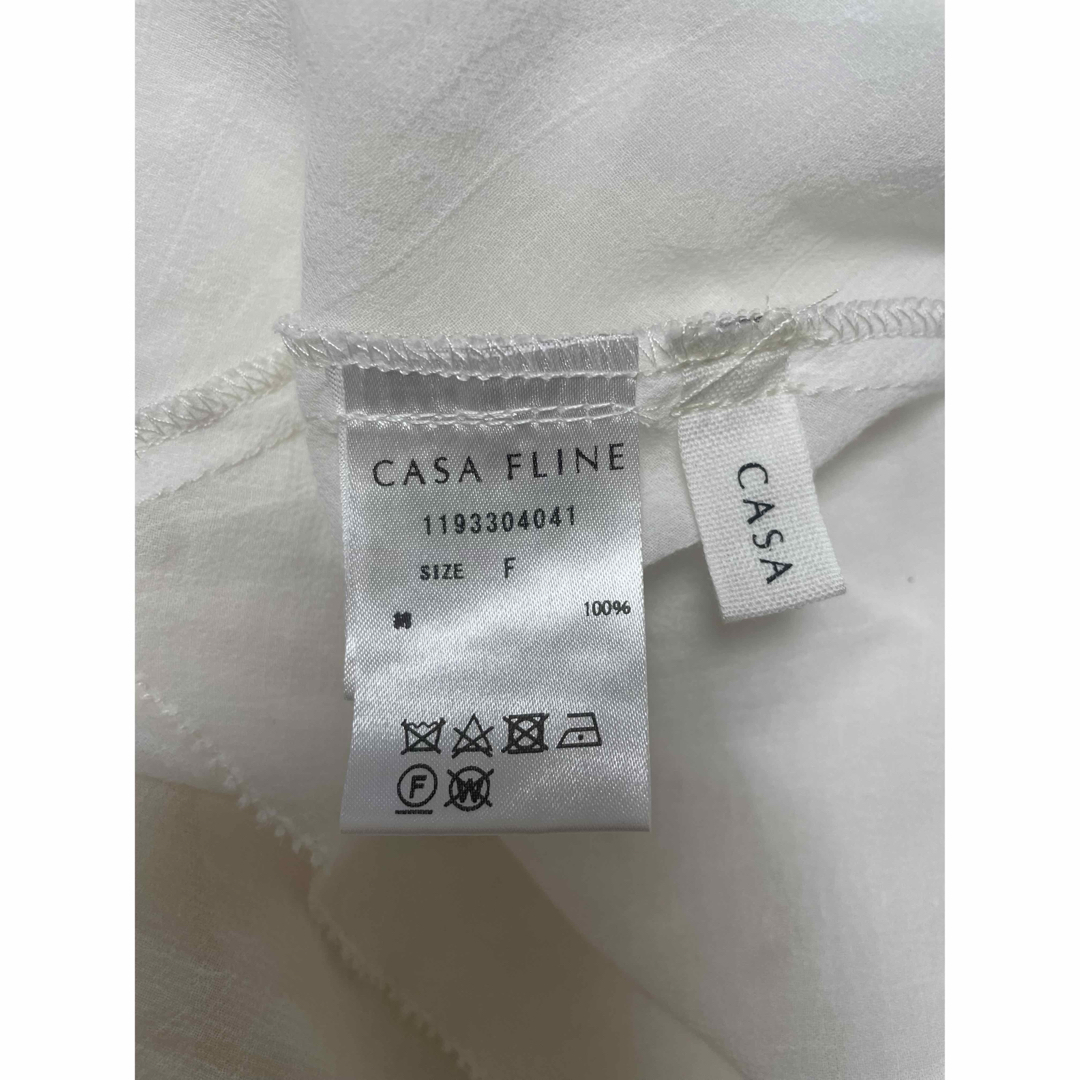 CASA FLINE
1193304041
SIZE F
100%
F
W
CASA